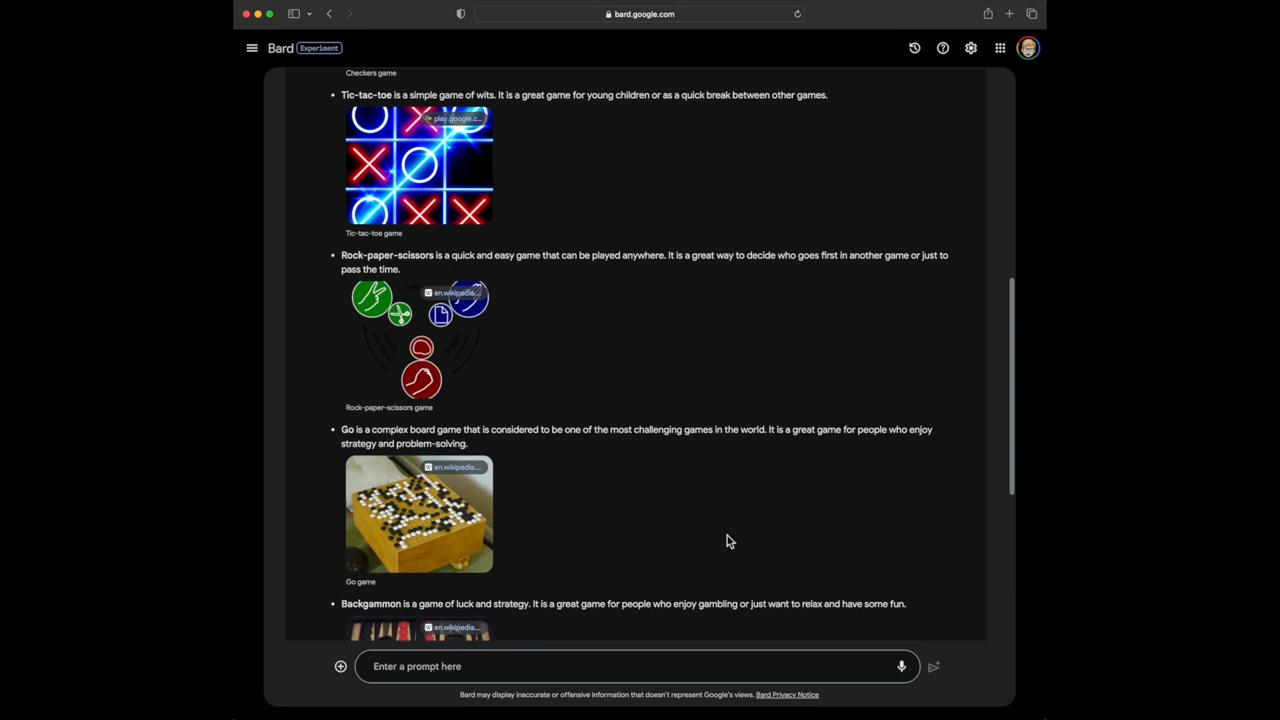 bard.google.com
Bard Experiment
Checkers game
• Tic-tac-toe is a simple game of wits. It is a great game for young children or as a quick break between other games.
play.google.c...
Tic-tac-toe game
• Rock-paper-scissors is a quick and easy game that can be played anywhere. It is a great way to decide who goes first in another game or just to
pass the time.
en.wikipedia...
Rock-paper-scissors game
• Go is a complex board game that is considered to be one of the most challenging games in the world. It is a great game for people who enjoy
strategy and problem-solving.
en.wikipedia...
Go game
• Backgammon is a game of luck and strategy. It is a great game for people who enjoy gambling or just want to relax and have some fun.
en.wikipedia...
Enter a prompt here
Bard may display inaccurate or offensive information that doesn't represent Google's views. Bard Privacy Notice